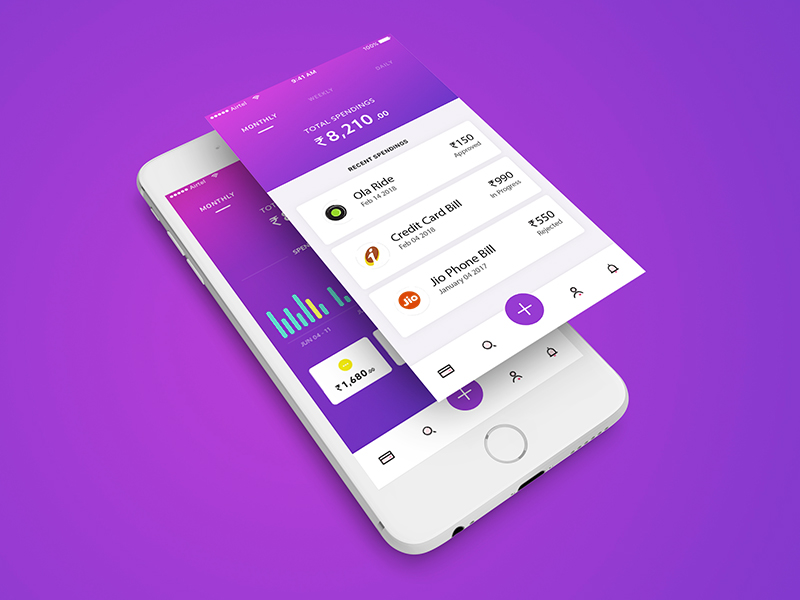 ●●●●● Airtel
9:41 AM
100%
MONTHLY
WEEKLY
DAILY
TOTAL SPENDINGS
₹8,210.00
RECENT SPENDINGS
Ola Ride
Feb 14 2018
₹150
Approved
Credit Card Bill
Feb 04 2018
₹990
In Progress
Jio
Jio Phone Bill
January 04 2017
₹550
Rejected
●●●●● Airtel
MONTHLY
JUN 04 - 11
₹1,680.00